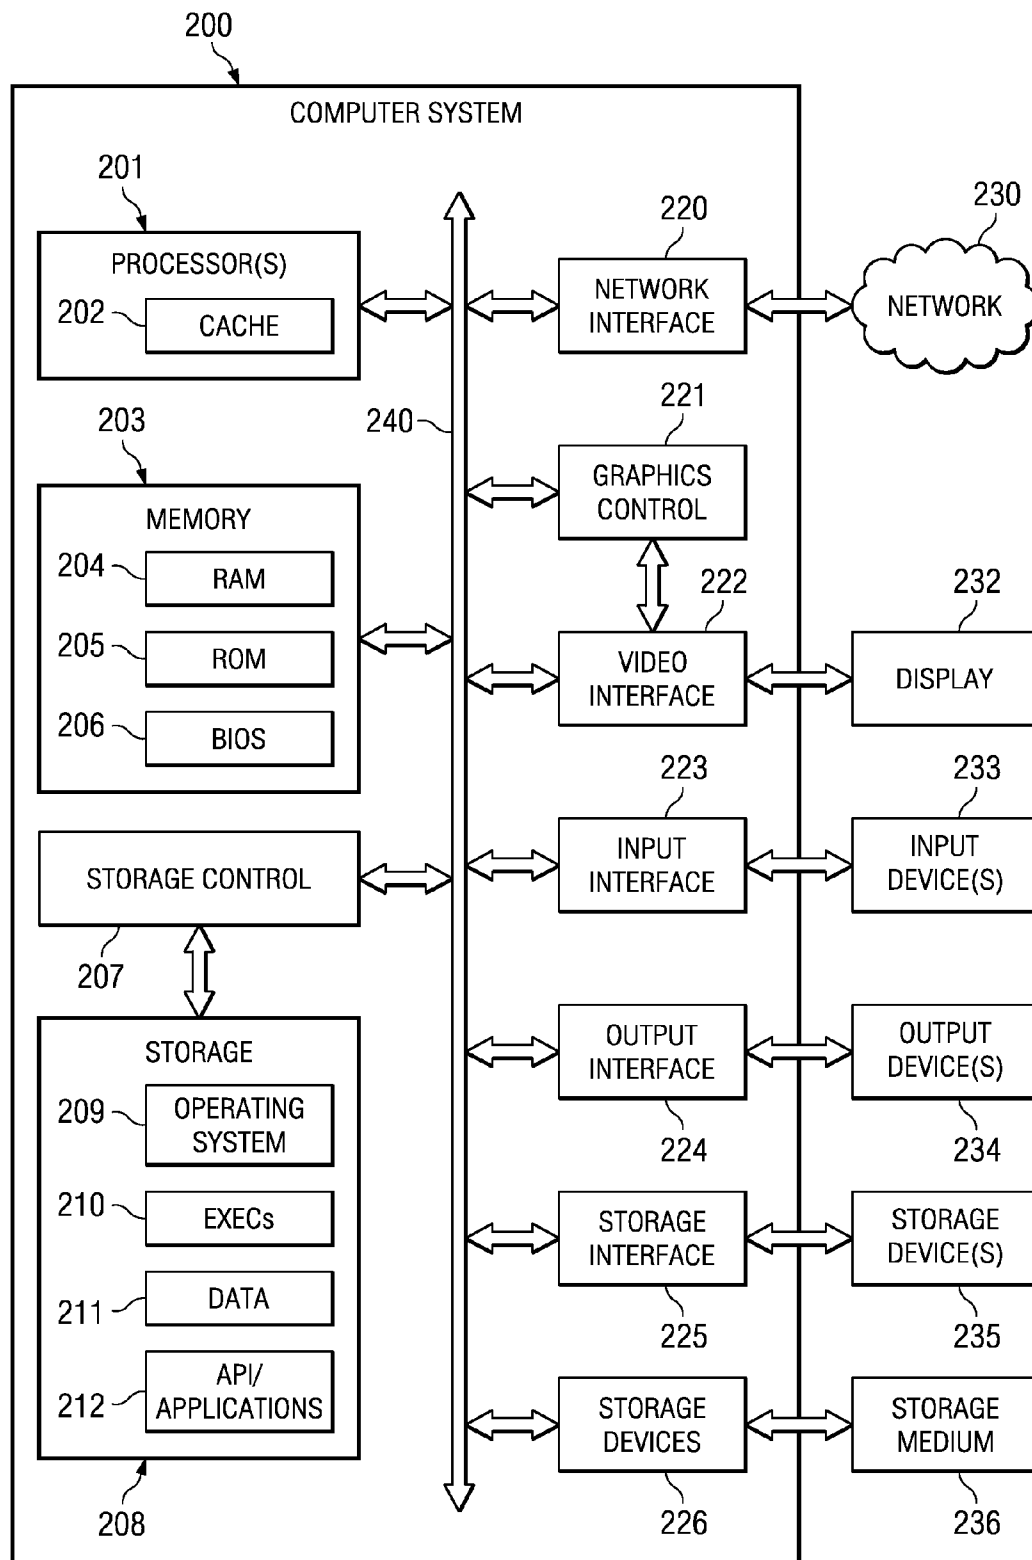 200
COMPUTER SYSTEM
201
PROCESSOR(S)
202
CACHE
203
MEMORY
204
RAM
205
ROM
206
BIOS
STORAGE CONTROL
207
STORAGE
209
OPERATING
SYSTEM
210
EXECs
211
DATA
212
API/
APPLICATIONS
208
240
220
NETWORK
INTERFACE
230
NETWORK
221
GRAPHICS
CONTROL
222
VIDEO
INTERFACE
232
DISPLAY
223
INPUT
INTERFACE
233
INPUT
DEVICE(S)
OUTPUT
INTERFACE
224
OUTPUT
DEVICE(S)
234
STORAGE
INTERFACE
225
STORAGE
DEVICE(S)
235
STORAGE
DEVICES
226
STORAGE
MEDIUM
236